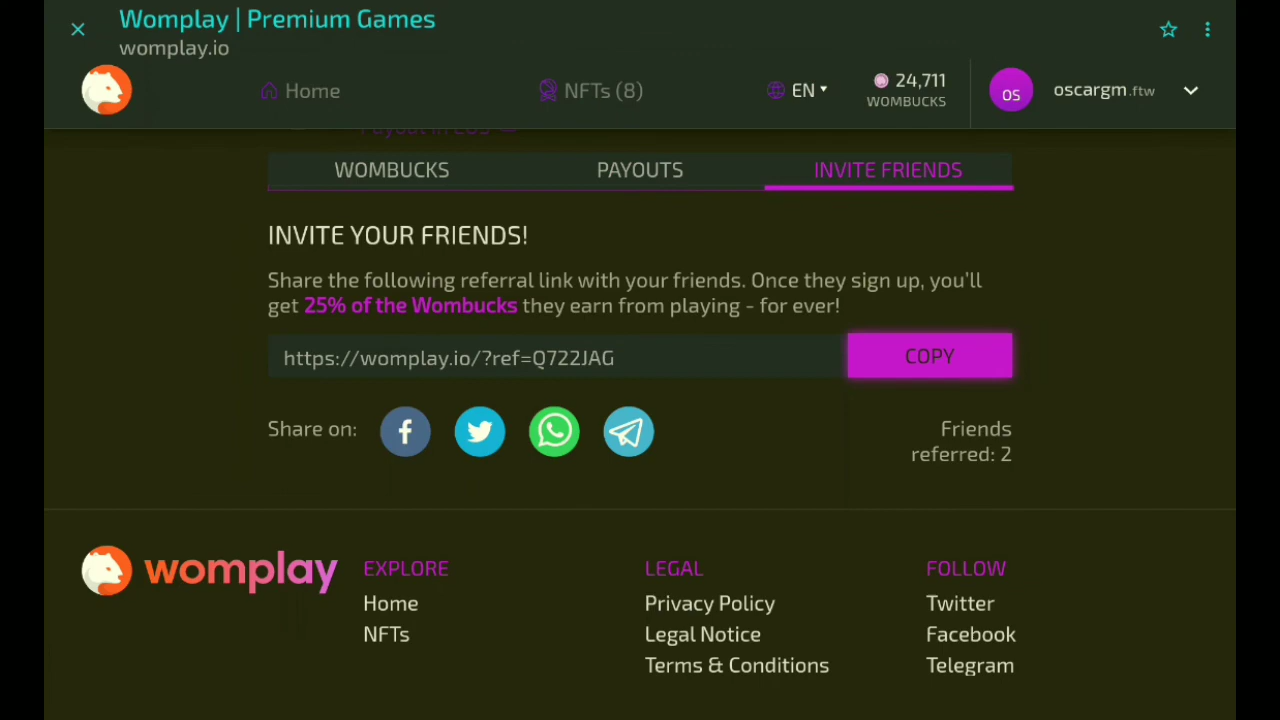 Womplay | Premium Games
womplay.io
Home
NFTs (8)
EN
24,711
WOMBUCKS
OS
oscargm.ftw
Payout in EOS
WOMBUCKS
PAYOUTS
INVITE FRIENDS
INVITE YOUR FRIENDS!
Share the following referral link with your friends. Once they sign up, you'll
get 25% of the Wombucks they earn from playing - for ever!
https://womplay.io/?ref=Q722JAG
COPY
Share on:
Friends
referred: 2
womplay
EXPLORE
Home
NFTs
LEGAL
Privacy Policy
Legal Notice
Terms & Conditions
FOLLOW
Twitter
Facebook
Telegram